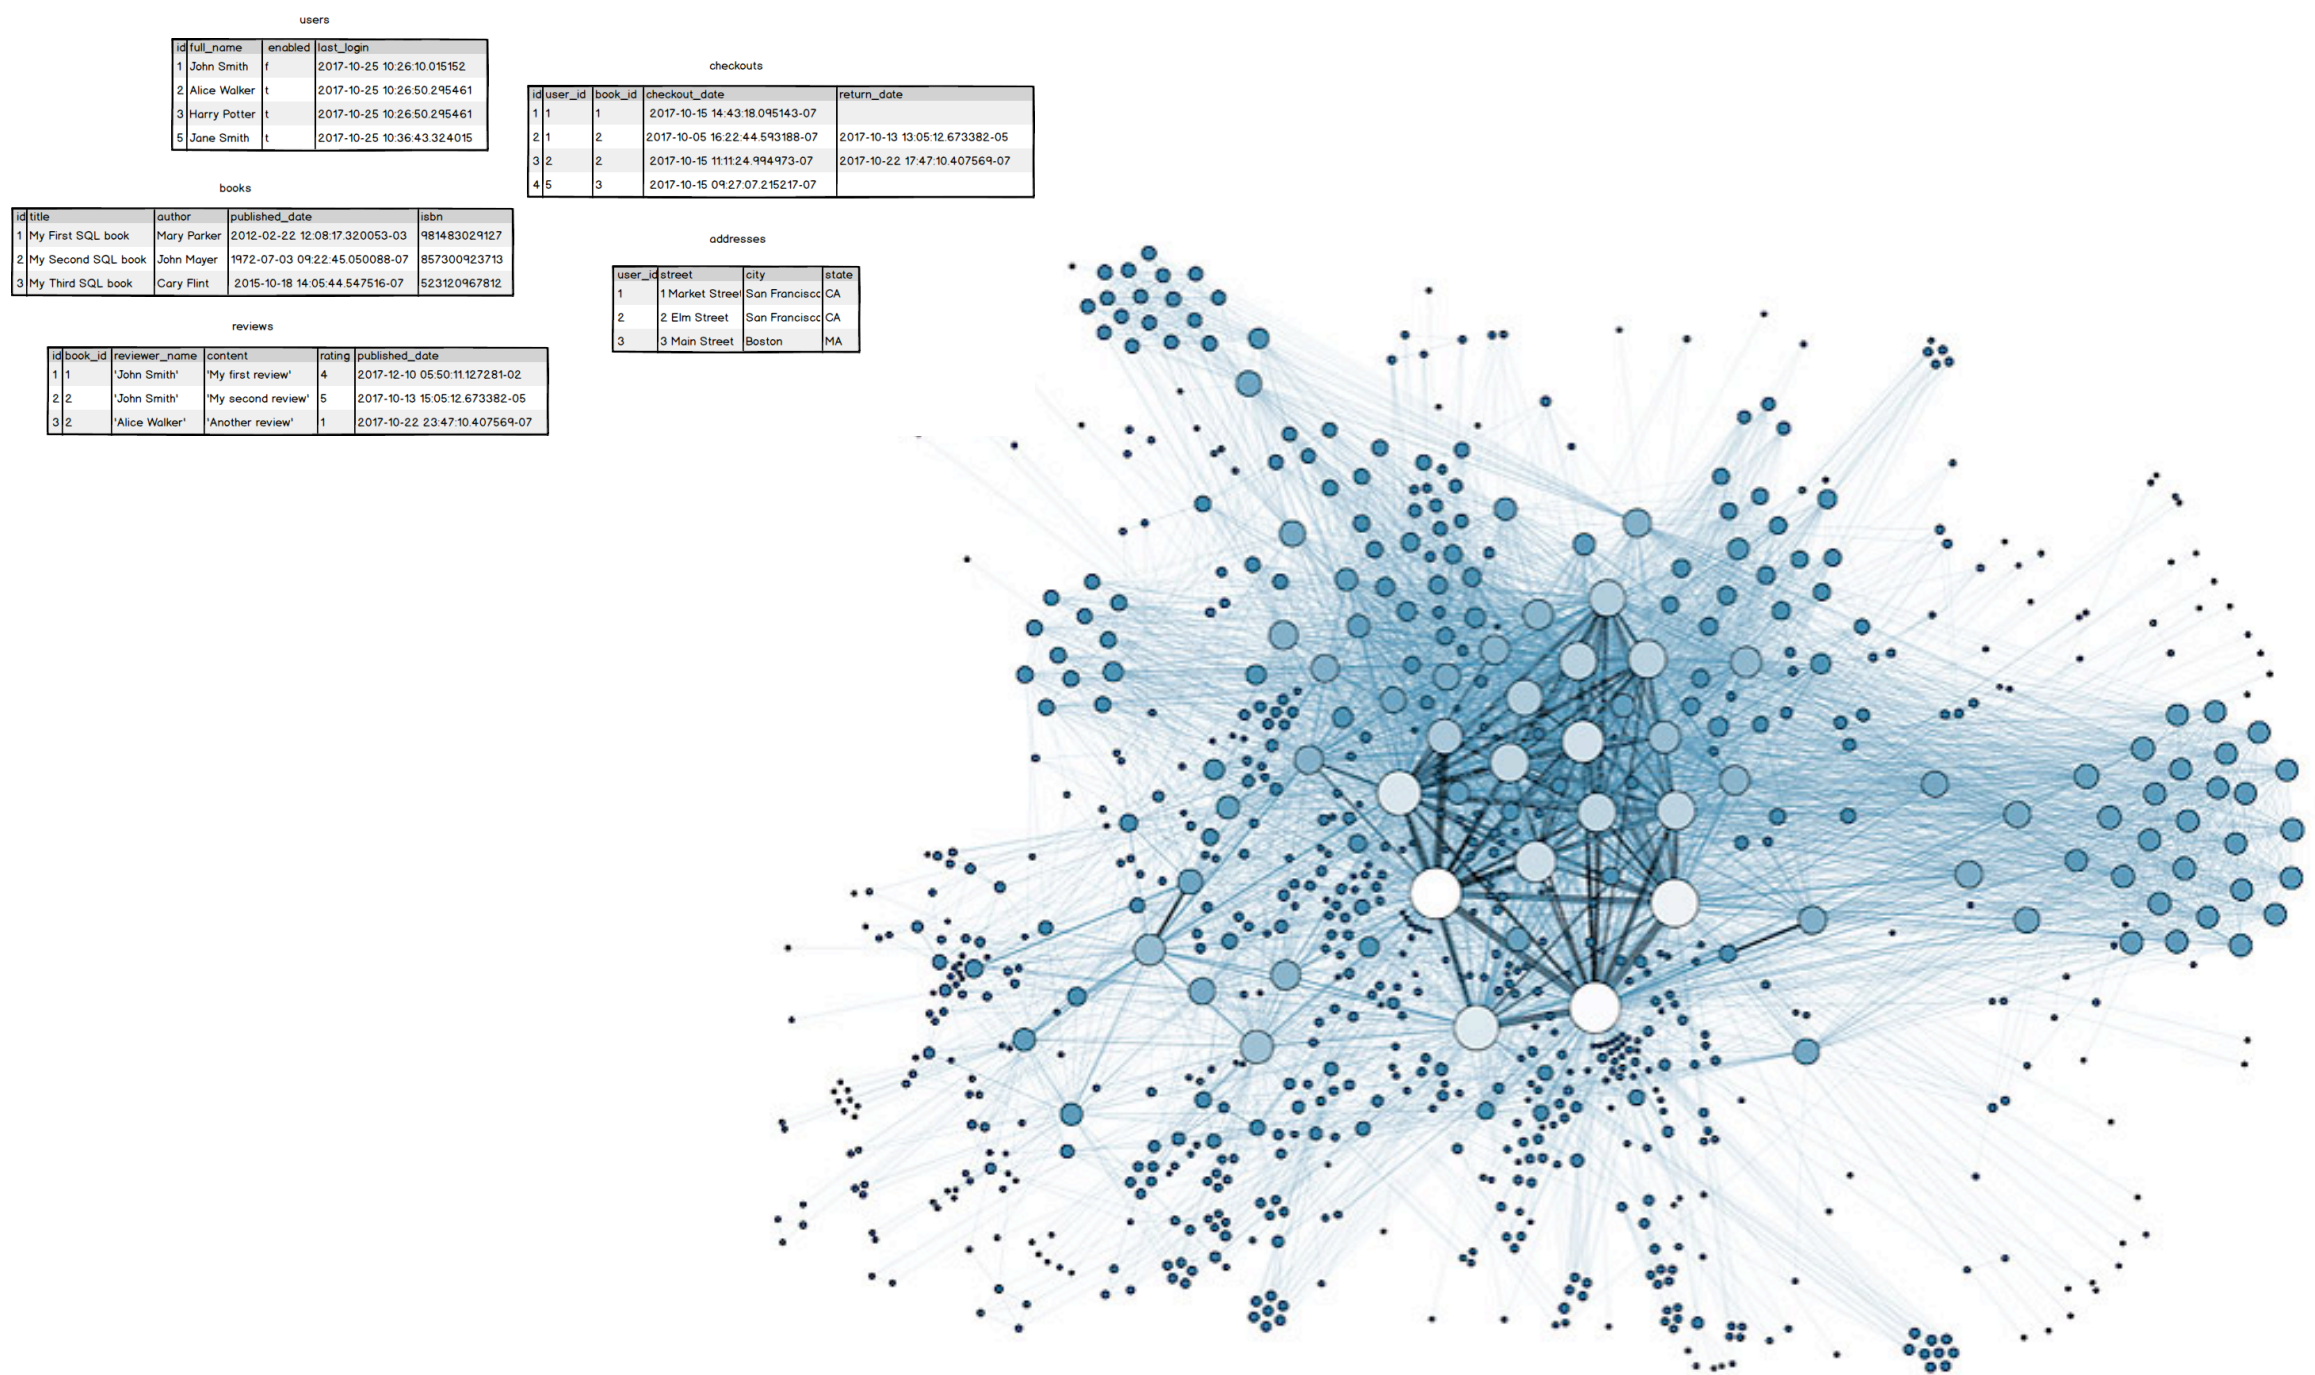 users
id full_name enabled last_login
1 John Smith f 2017-10-25 10:26:10.015152
2 Alice Walker t 2017-10-25 10:26:50.295461
3 Harry Potter t 2017-10-25 10:26:50.295461
5 Jane Smith t 2017-10-25 10:36:43.324015
checkouts
id user_id book_id checkout_date return_date
1 1 1 2017-10-15 14:43:18.095143-07
2 1 2 2017-10-05 16:22:44.593188-07 2017-10-13 13:05:12.673382-05
3 2 2 2017-10-15 11:11:24.994973-07 2017-10-22 17:47:10.407569-07
4 5 3 2017-10-15 09:27:07.215217-07
books
id title author published_date isbn
1 My First SQL book Mary Parker 2012-02-22 12:08:17.320053-03 981483029127
2 My Second SQL book John Mayer 1972-07-03 09:22:45.050088-07 857300923713
3 My Third SQL book Cary Flint 2015-10-18 14:05:44.547516-07 523120967812
addresses
user_id street city state
1 1 Market Street San Francisco CA
2 2 Elm Street San Francisco CA
3 3 Main Street Boston MA
reviews
id book_id reviewer_name content rating published_date
1 1 'John Smith' 'My first review' 4 2017-12-10 05:50:11.127281-02
2 2 'John Smith' 'My second review' 5 2017-10-13 15:05:12.673382-05
3 2 'Alice Walker' 'Another review' 1 2017-10-22 23:47:10.407569-07